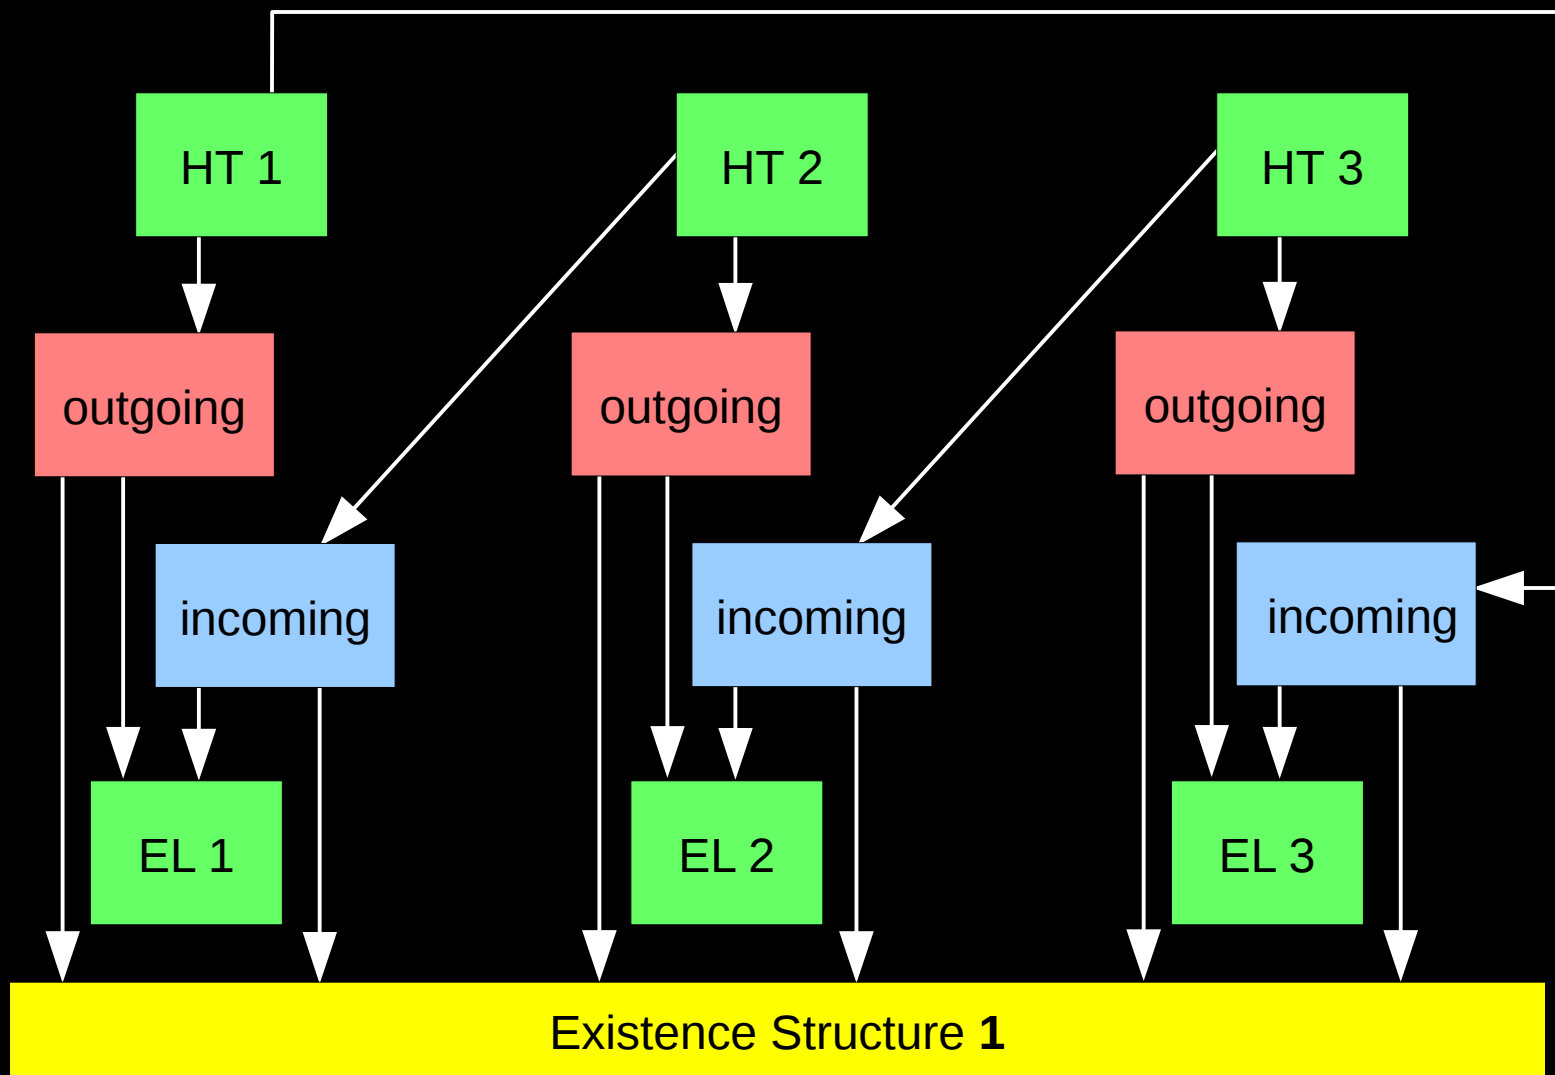 HT 1
HT 2
HT 3
outgoing
outgoing
outgoing
incoming
incoming
incoming
EL 1
EL 2
EL 3
Existence Structure 1